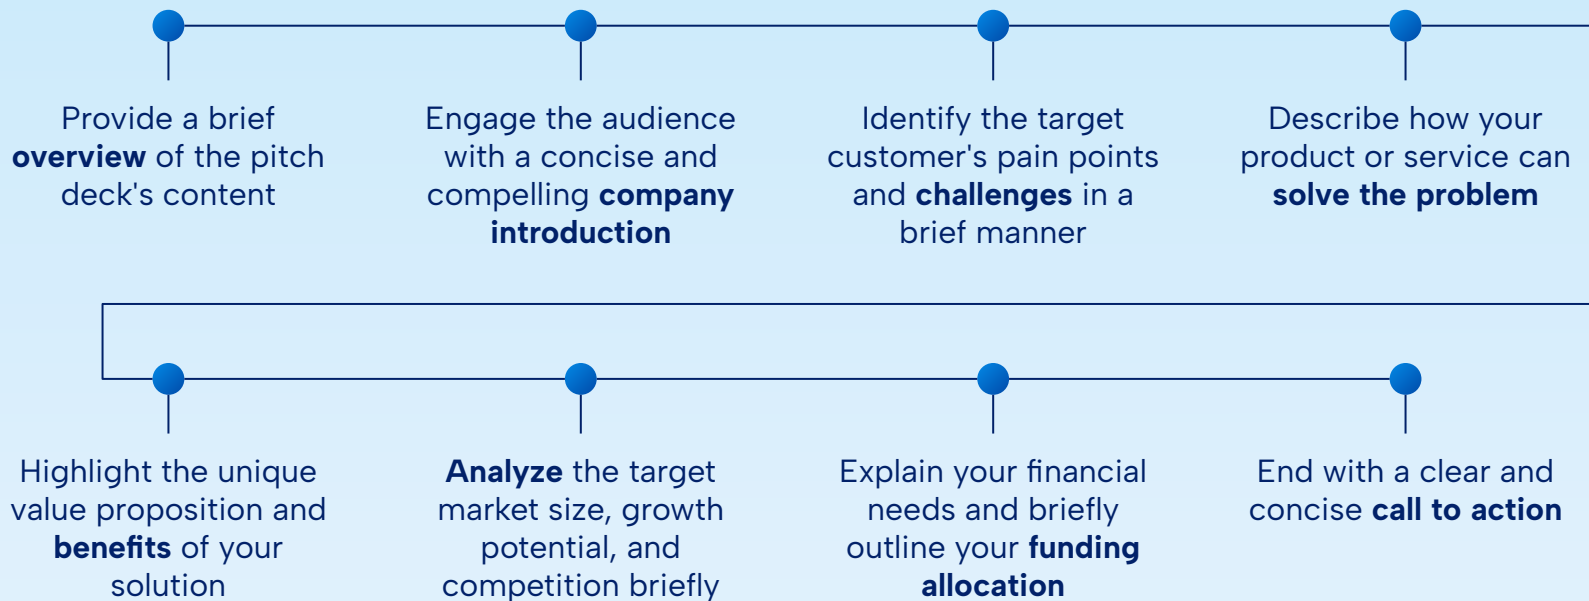 Provide a brief
overview of the pitch
deck's content
Engage the audience
with a concise and
compelling company
introduction
Identify the target
customer's pain points
and challenges in a
brief manner
Describe how your
product or service can
solve the problem
Highlight the unique
value proposition and
benefits of your
solution
Analyze the target
market size, growth
potential, and
competition briefly
Explain your financial
needs and briefly
outline your funding
allocation
End with a clear and
concise call to action